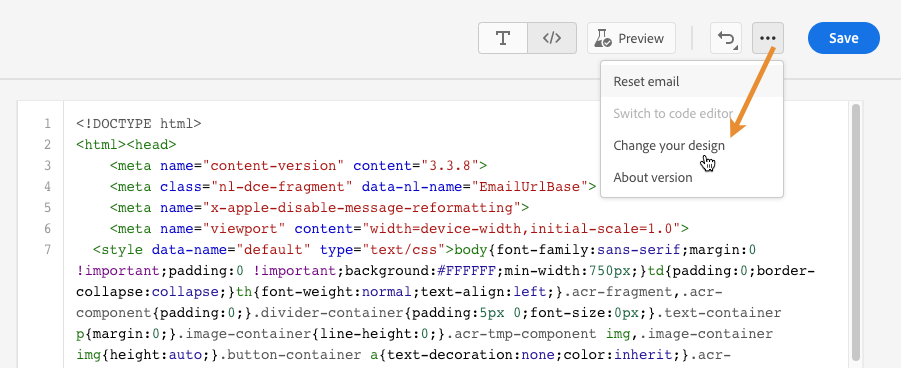 T </> Preview ... Save
Reset email
Switch to code editor
Change your design
About version
1 <!DOCTYPE html>
2 <html><head>
3 <meta name="content-version" content="3.3.8">
4 <meta class="nl-dce-fragment" data-nl-name="EmailUrlBase">
5 <meta name="x-apple-disable-message-reformatting">
6 <meta name="viewport" content="width=device-width,initial-scale=1.0">
7 <style data-name="default" type="text/css">body{font-family:sans-serif;margin:0
!important;padding:0 !important;background:#FFFFFF;min-width:750px;}td{padding:0;border-
collapse:collapse;}th{font-weight:normal;text-align:left;}.acr-fragment,.acr-
component{padding:0;}.divider-container{padding:5px 0;font-size:0px;}.text-container
p{margin:0;}.image-container{line-height:0;}.acr-tmp-component img,.image-container
img{height:auto;}.button-container a{text-decoration:none;color:inherit;}.acr-